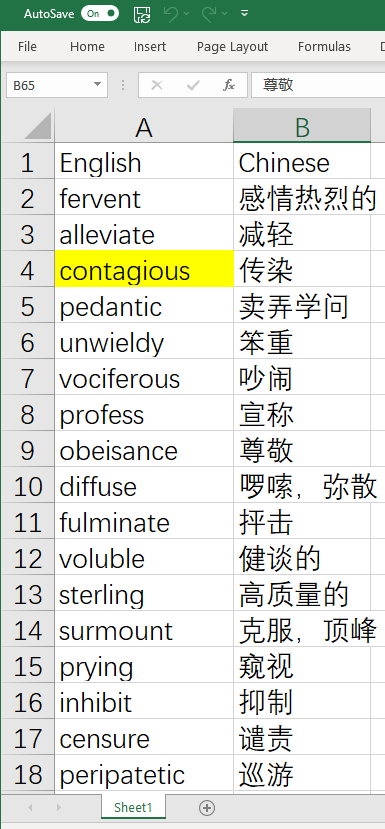 AutoSave On
File Home Insert Page Layout Formulas
B65 fx 尊敬
A B
1 English Chinese
2 fervent 感情热烈的
3 alleviate 减轻
4 contagious 传染
5 pedantic 卖弄学问
6 unwieldy 笨重
7 vociferous 吵闹
8 profess 宣称
9 obeisance 尊敬
10 diffuse 啰嗦，弥散
11 fulminate 抨击
12 voluble 健谈的
13 sterling 高质量的
14 surmount 克服，顶峰
15 prying 窥视
16 inhibit 抑制
17 censure 谴责
18 peripatetic 巡游
Sheet1